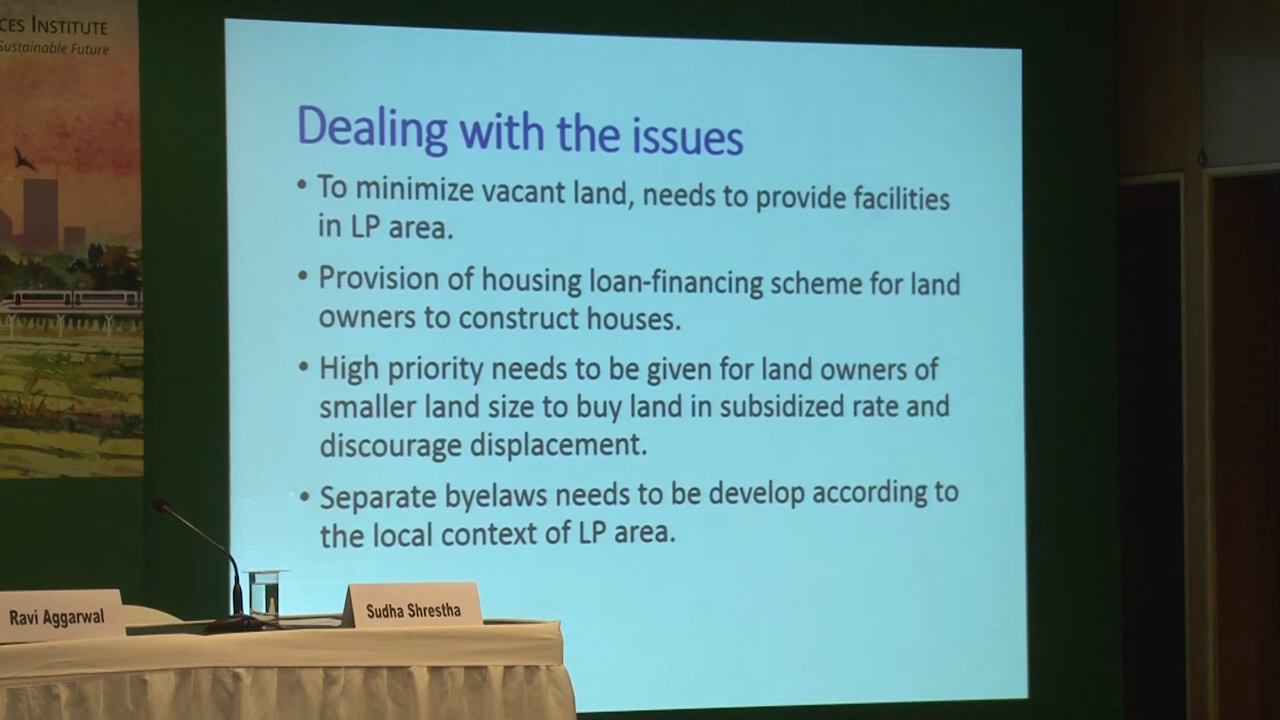 CES INSTITUTE
Sustainable Future
Dealing with the issues
• To minimize vacant land, needs to provide facilities
in LP area.
• Provision of housing loan-financing scheme for land
owners to construct houses.
• High priority needs to be given for land owners of
smaller land size to buy land in subsidized rate and
discourage displacement.
• Separate byelaws needs to be develop according to
the local context of LP area.
Ravi Aggarwal
Sudha Shrestha